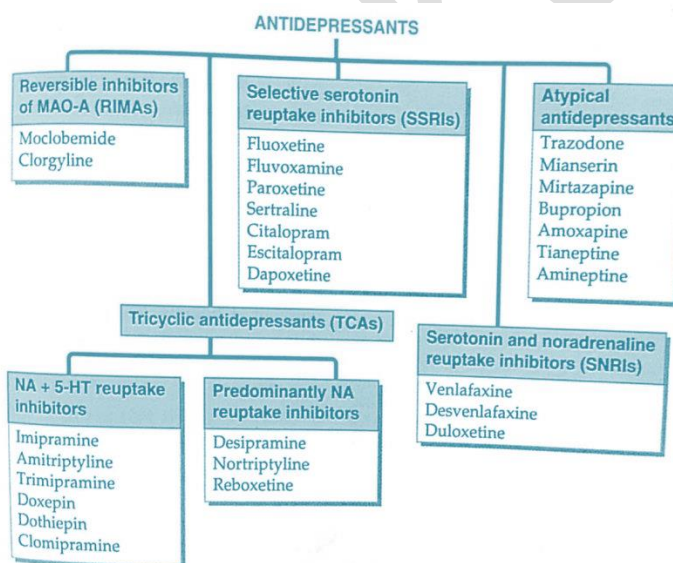 ANTIDEPRESSANTS
Reversible inhibitors
of MAO-A (RIMAs)
Moclobemide
Clorgyline
Selective serotonin
reuptake inhibitors (SSRIs)
Fluoxetine
Fluvoxamine
Paroxetine
Sertraline
Citalopram
Escitalopram
Dapoxetine
Atypical
antidepressants
Trazodone
Mianserin
Mirtazapine
Bupropion
Amoxapine
Tianeptine
Amineptine
Tricyclic antidepressants (TCAs)
NA + 5-HT reuptake
inhibitors
Imipramine
Amitriptyline
Trimipramine
Doxepin
Dothiepin
Clomipramine
Predominantly NA
reuptake inhibitors
Desipramine
Nortriptyline
Reboxetine
Serotonin and noradrenaline
reuptake inhibitors (SNRIs)
Venlafaxine
Desvenlafaxine
Duloxetine